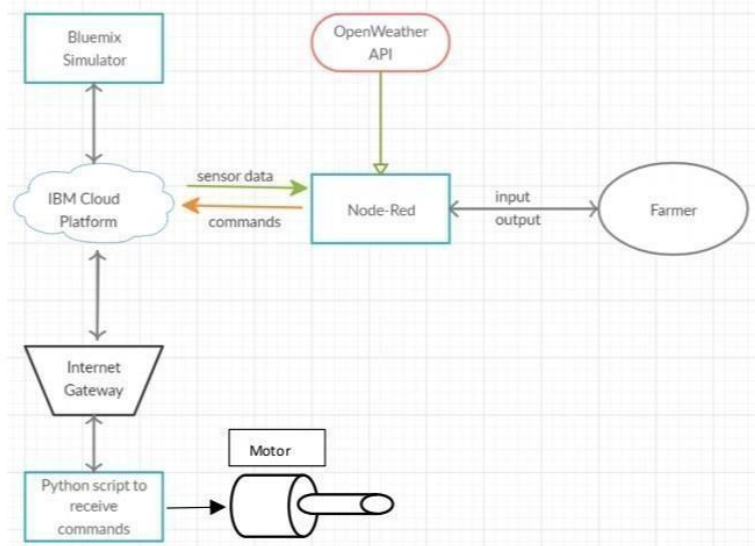 Bluemix
Simulator
OpenWeather
API
IBM Cloud
Platform
sensor data
commands
Node-Red
input
output
Farmer
Internet
Gateway
Motor
Python script to
receive
commands